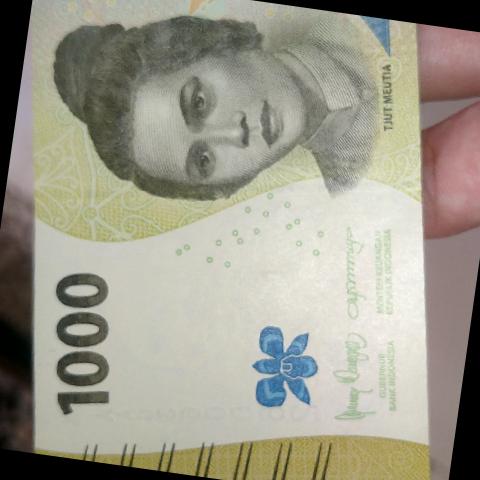 TJUT MEUTIA
1000
GUBERNUR
BANK INDONESIA
MENTERI KEUANGAN
REPUBLIK INDONESIA